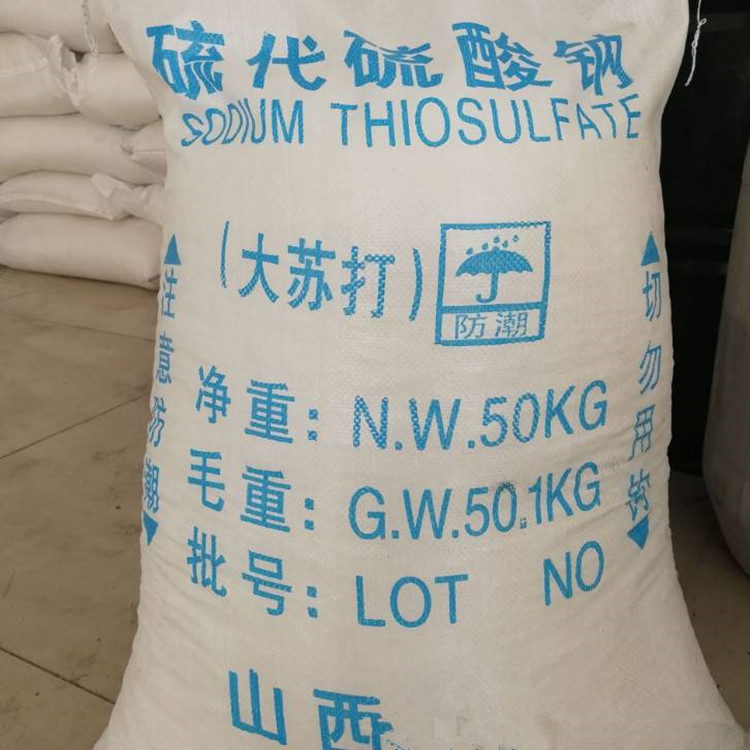 硫代硫酸钠
SODIUM THIOSULFATE
(大苏打)
防潮
注意防潮
切勿用钩
净重: N.W.50KG
毛重: G.W.50.1KG
批号: LOT NO
山西